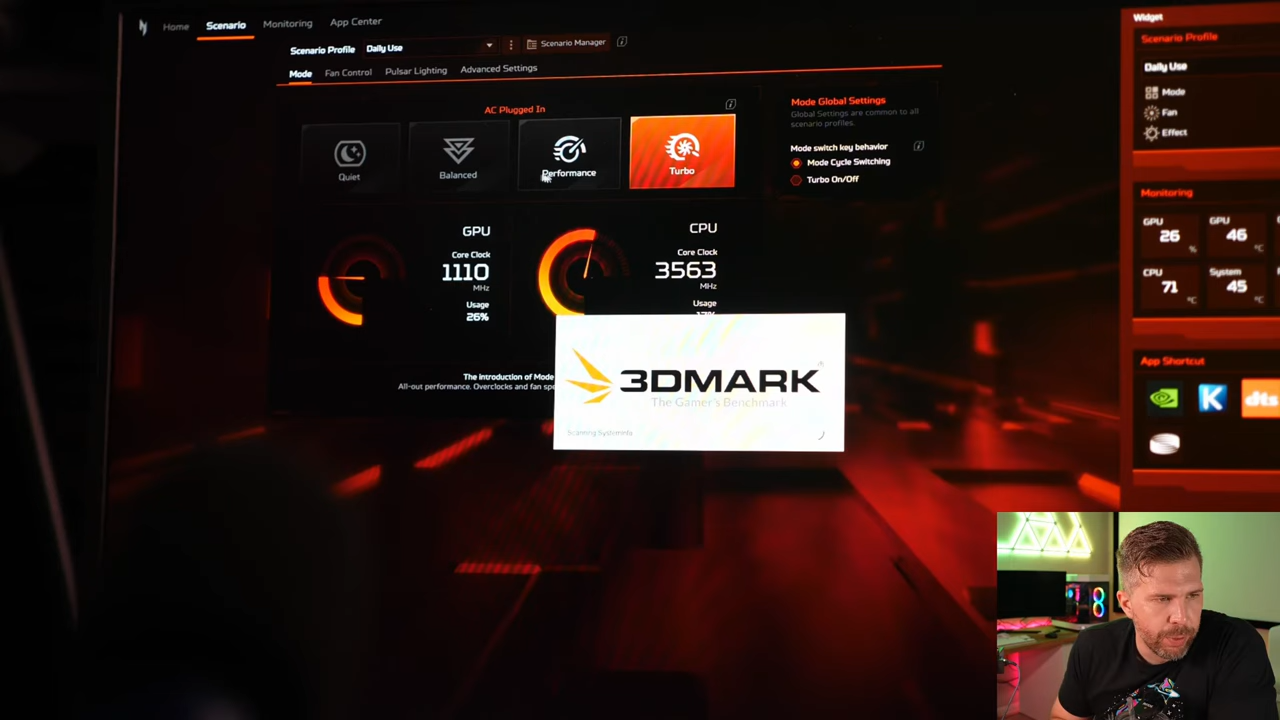 Home
Scenario
Monitoring
App Center
Scenario Profile
Daily Use
Scenario Manager
Mode
Fan Control
Pulsar Lighting
Advanced Settings
AC Plugged In
Quiet
Balanced
Performance
Turbo
Mode Global Settings
Global Settings are common to all
scenario profiles.
Mode switch key behavior
Mode Cycle Switching
Turbo On/Off
GPU
Core Clock
1110
MHz
Usage
26%
CPU
Core Clock
3563
MHz
Usage
The introduction of Mode
All-out performance. Overclocks and fan spe
3DMARK
The Gamer's Benchmark
Scanning SystemInfo
Widget
Scenario Profile
Daily Use
Mode
Fan
Effect
Monitoring
GPU
26
%
GPU
46
°C
CPU
71
°C
System
45
°C
App Shortcut
K
dts